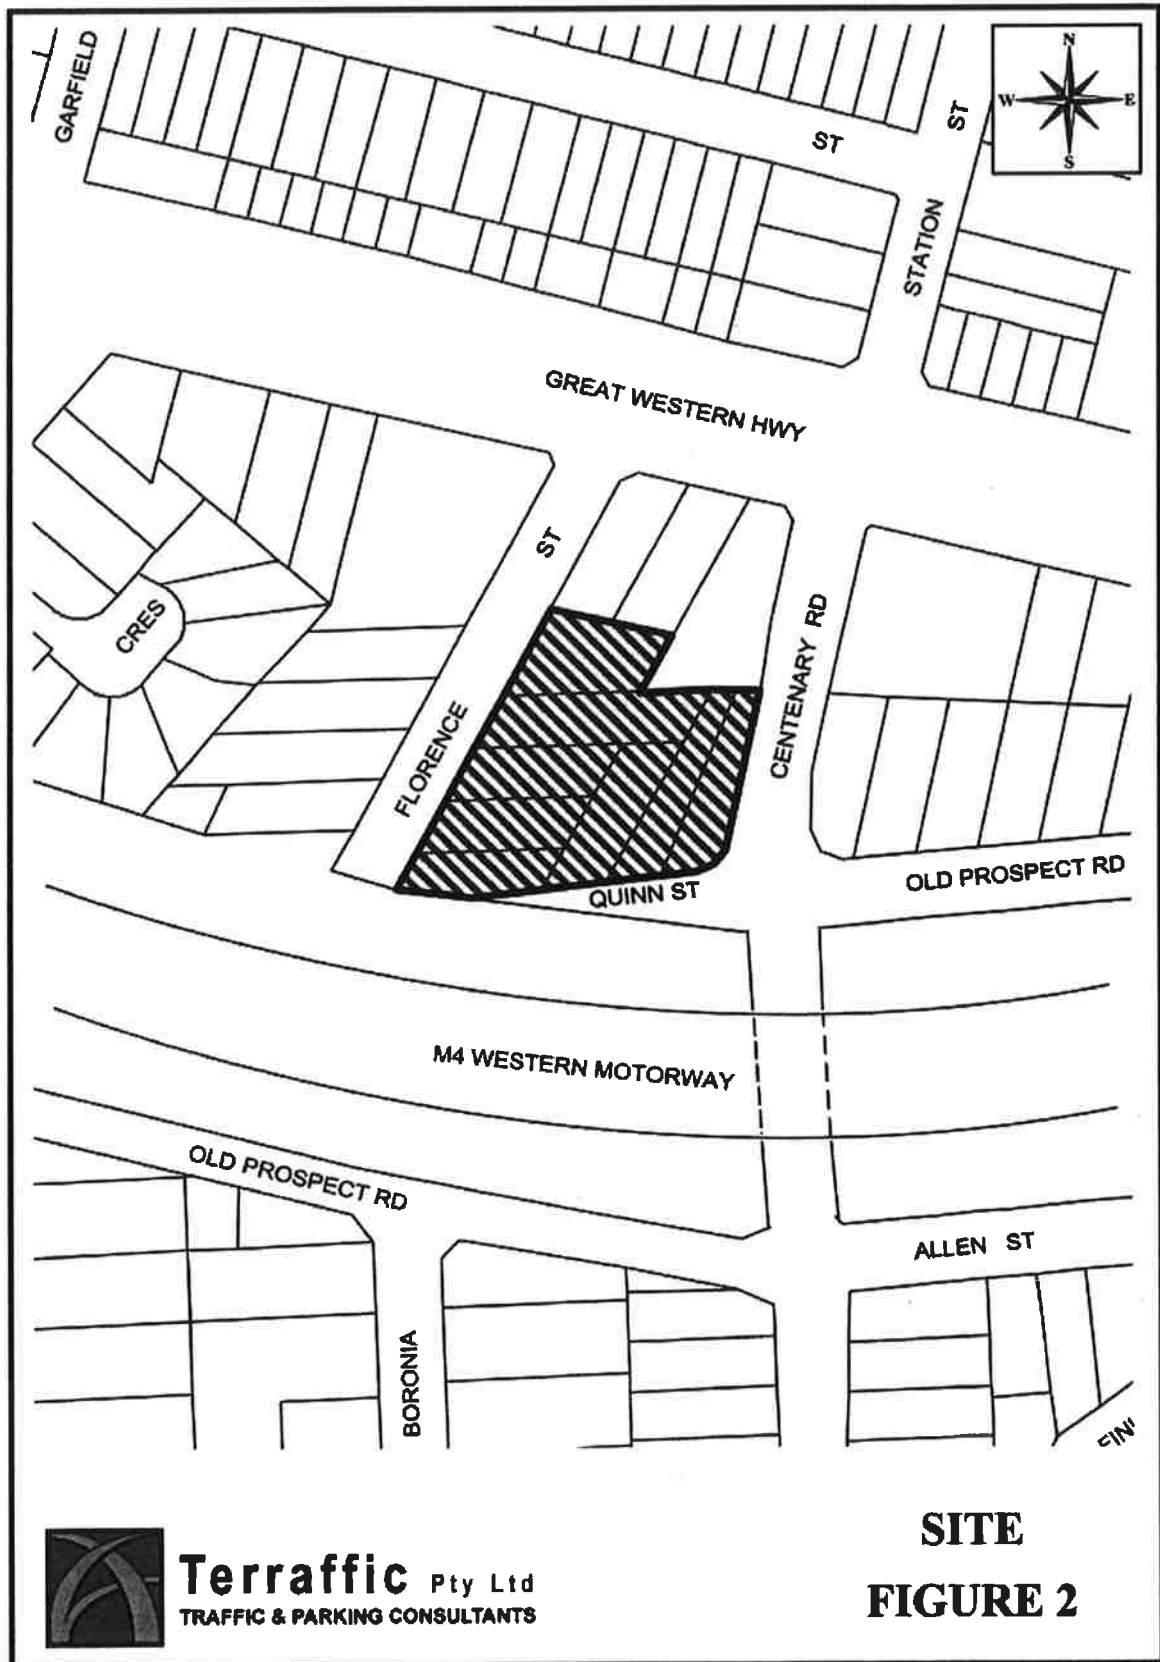 GARFIELD
N
W E
S
ST
ST
STATION
GREAT WESTERN HWY
ST
CRES
CENTENARY RD
FLORENCE
QUINN ST
OLD PROSPECT RD
M4 WESTERN MOTORWAY
OLD PROSPECT RD
ALLEN ST
BORONIA
SITE
FIGURE 2
Terraffic Pty Ltd
TRAFFIC & PARKING CONSULTANTS